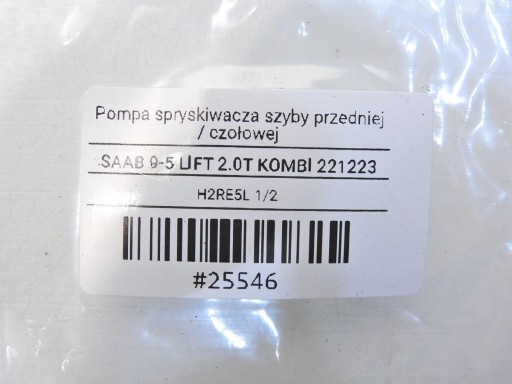 Pompa spryskiwacza szyby przedniej
/ czołowej
SAAB 9-5 LIFT 2.0T KOMBI 221223
H2RE5L 1/2
#25546